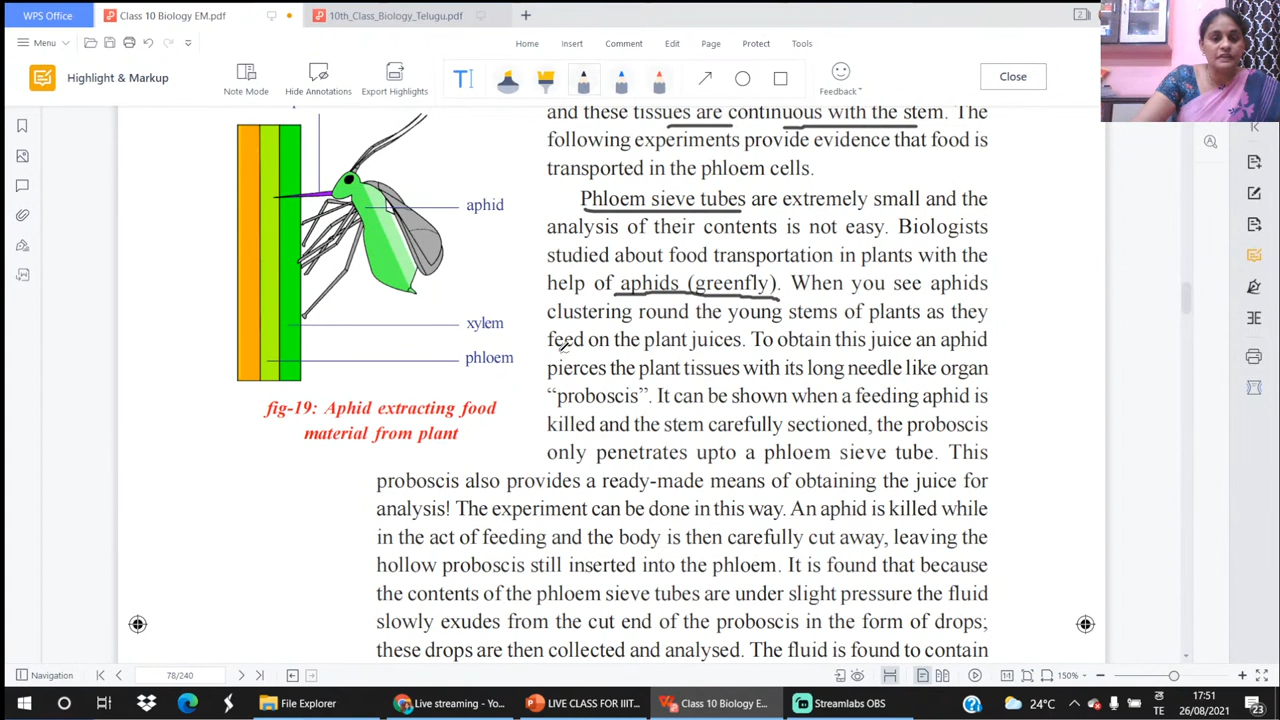 WPS Office
Class 10 Biology EM.pdf
10th_Class_Biology_Telugu.pdf
+
2
Menu
Home
Insert
Comment
Edit
Page
Protect
Tools
Highlight & Markup
Note Mode
Hide Annotations
Export Highlights
T
Feedback
Close
and these tissues are continuous with the stem. The
following experiments provide evidence that food is
transported in the phloem cells.
Phloem sieve tubes are extremely small and the
analysis of their contents is not easy. Biologists
studied about food transportation in plants with the
help of aphids (greenfly). When you see aphids
clustering round the young stems of plants as they
feed on the plant juices. To obtain this juice an aphid
pierces the plant tissues with its long needle like organ
“proboscis”. It can be shown when a feeding aphid is
killed and the stem carefully sectioned, the proboscis
only penetrates upto a phloem sieve tube. This
proboscis also provides a ready-made means of obtaining the juice for
analysis! The experiment can be done in this way. An aphid is killed while
in the act of feeding and the body is then carefully cut away, leaving the
hollow proboscis still inserted into the phloem. It is found that because
the contents of the phloem sieve tubes are under slight pressure the fluid
slowly exudes from the cut end of the proboscis in the form of drops;
these drops are then collected and analysed. The fluid is found to contain
aphid
xylem
phloem
fig-19: Aphid extracting food
material from plant
Navigation
78/240
150%
File Explorer
Live streaming - Yo...
LIVE CLASS FOR IIIT...
Class 10 Biology E...
Streamlabs OBS
24°C
ె
TE
17:51
26/08/2021
23